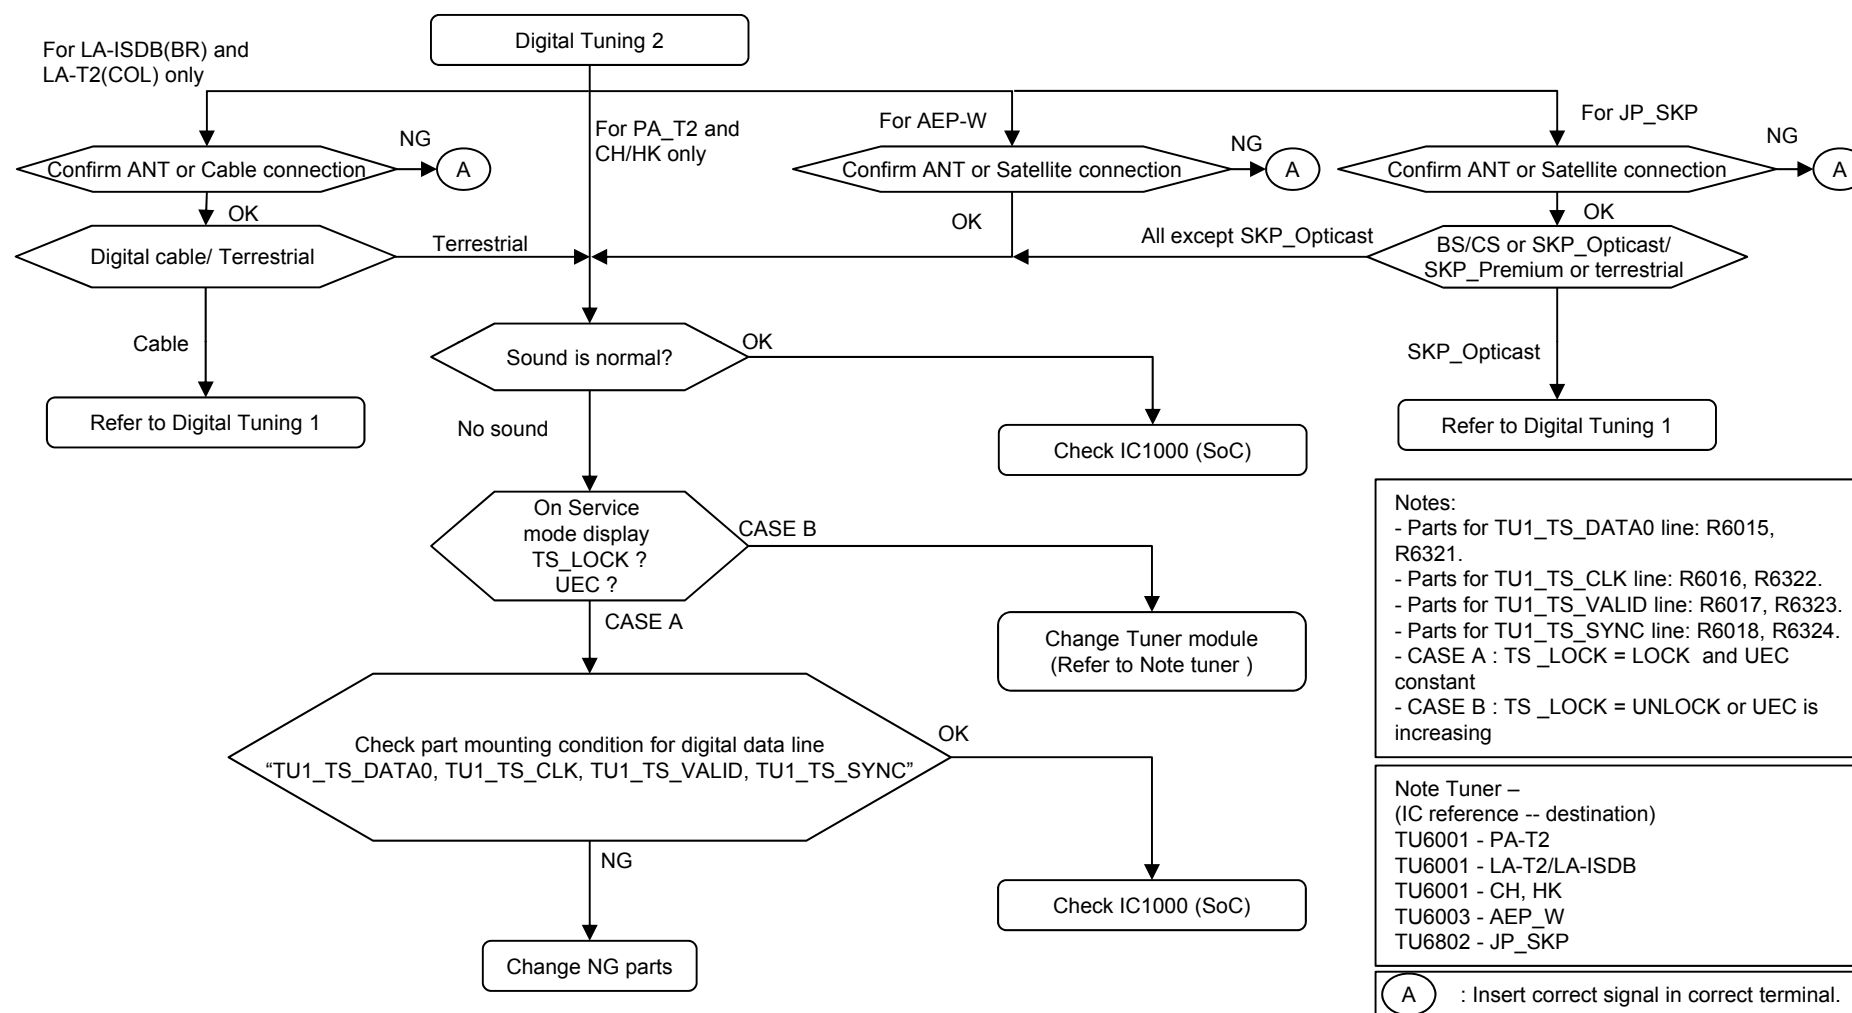 Digital Tuning 2
For LA-ISDB(BR) and
LA-T2(COL) only
For PA_T2 and
CH/HK only
For AEP-W
For JP_SKP
NG
Confirm ANT or Cable connection
A
NG
Confirm ANT or Satellite connection
A
NG
Confirm ANT or Satellite connection
A
OK
OK
OK
Digital cable/ Terrestrial
Terrestrial
All except SKP_Opticast
BS/CS or SKP_Opticast/
SKP_Premium or terrestrial
Cable
SKP_Opticast
Refer to Digital Tuning 1
Refer to Digital Tuning 1
Sound is normal?
OK
No sound
Check IC1000 (SoC)
On Service
mode display
TS_LOCK ?
UEC ?
CASE B
CASE A
Change Tuner module
(Refer to Note tuner )
Check part mounting condition for digital data line
“TU1_TS_DATA0, TU1_TS_CLK, TU1_TS_VALID, TU1_TS_SYNC”
OK
NG
Check IC1000 (SoC)
Change NG parts
Notes:
- Parts for TU1_TS_DATA0 line: R6015,
R6321.
- Parts for TU1_TS_CLK line: R6016, R6322.
- Parts for TU1_TS_VALID line: R6017, R6323.
- Parts for TU1_TS_SYNC line: R6018, R6324.
- CASE A : TS _LOCK = LOCK  and UEC
constant
- CASE B : TS _LOCK = UNLOCK or UEC is
increasing
Note Tuner –
(IC reference -- destination)
TU6001 - PA-T2
TU6001 - LA-T2/LA-ISDB
TU6001 - CH, HK
TU6003 - AEP_W
TU6802 - JP_SKP
A : Insert correct signal in correct terminal.